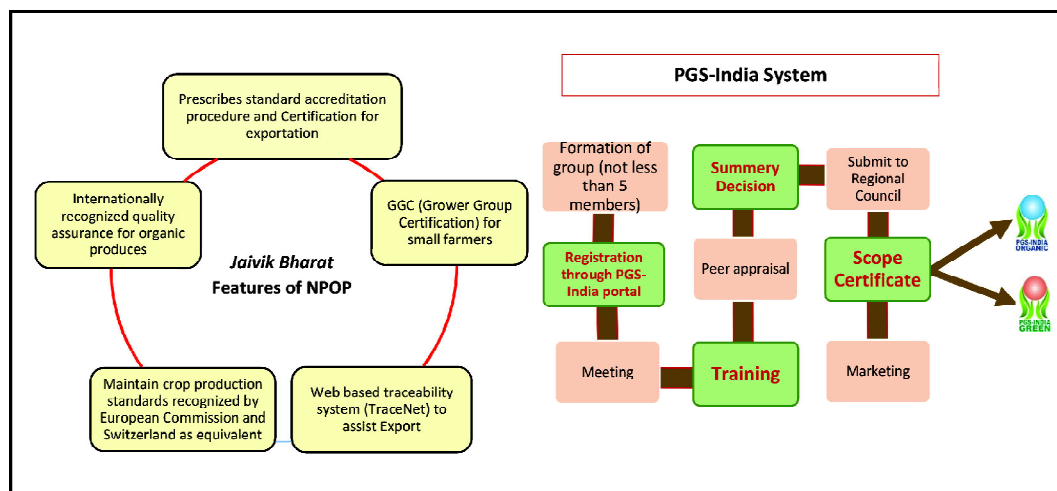 Prescribes standard accreditation
procedure and Certification for
exportation
Internationally
recognized quality
assurance for organic
produces
GGC (Grower Group
Certification) for
small farmers
Jaivik Bharat
Features of NPOP
Maintain crop production
standards recognized by
European Commission and
Switzerland as equivalent
Web based traceability
system (TraceNet) to
assist Export
PGS-India System
Formation of
group (not less
than 5
members)
Registration
through PGS-
India portal
Meeting
Summery
Decision
Peer appraisal
Training
Submit to
Regional
Council
Scope
Certificate
Marketing
PGS-INDIA
ORGANIC
PGS-INDIA
GREEN